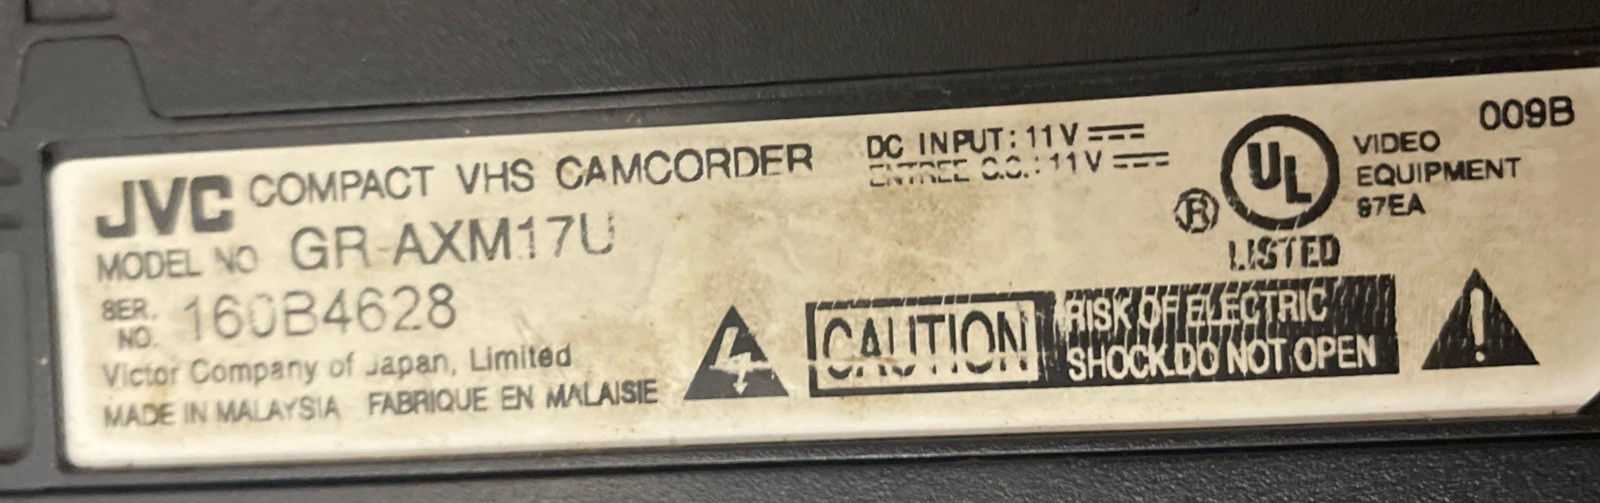 JVC COMPACT VHS CAMCORDER
MODEL NO GR-AXM17U
SER. NO. 160B4628
Victor Company of Japan, Limited
MADE IN MALAYSIA FABRIQUE EN MALAISIE
DC INPUT: 11V
ENTREE C.C.: 11V
CAUTION
RISK OF ELECTRIC
SHOCK.DO NOT OPEN
R UL
LISTED
VIDEO
EQUIPMENT
97EA
009B